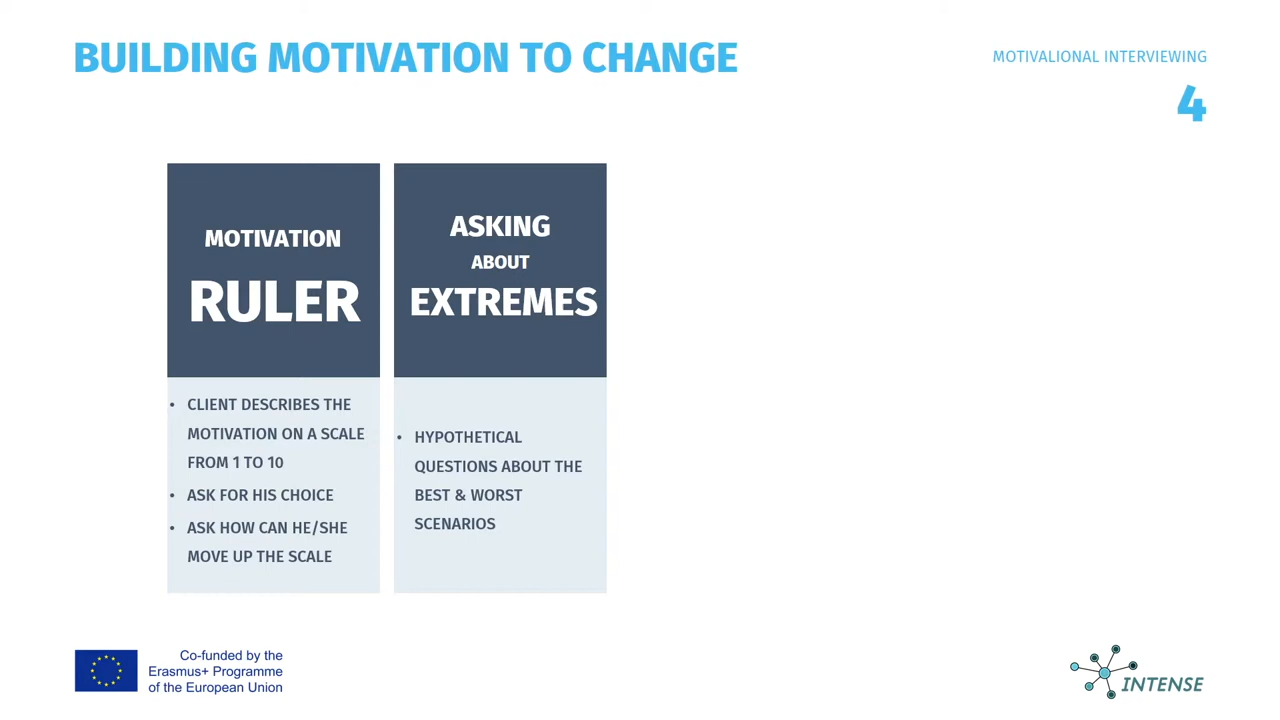 BUILDING MOTIVATION TO CHANGE
MOTIVALIONAL INTERVIEWING
4
MOTIVATION
RULER
• CLIENT DESCRIBES THE
MOTIVATION ON A SCALE
FROM 1 TO 10
• ASK FOR HIS CHOICE
• ASK HOW CAN HE/SHE
MOVE UP THE SCALE
ASKING
ABOUT
EXTREMES
• HYPOTHETICAL
QUESTIONS ABOUT THE
BEST & WORST
SCENARIOS
Co-funded by the
Erasmus+ Programme
of the European Union
INTENSE